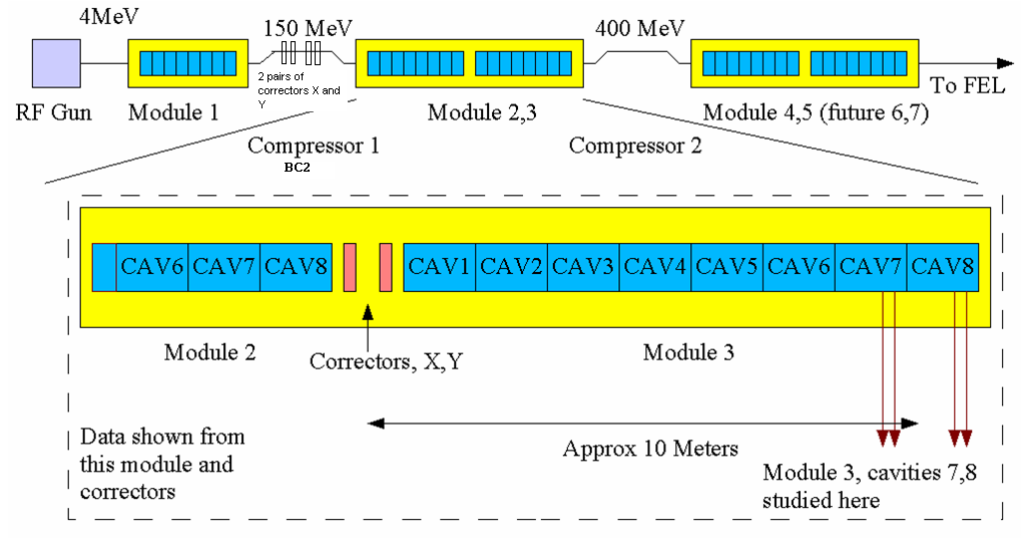 4MeV
150 MeV
400 MeV
2 pairs of
correctors X and
Y
To FEL
RF Gun
Module 1
Module 2,3
Module 4,5 (future 6,7)
Compressor 1
BC2
Compressor 2
CAV6 CAV7 CAV8 CAV1 CAV2 CAV3 CAV4 CAV5 CAV6 CAV7 CAV8
Module 2
Correctors, X,Y
Module 3
Approx 10 Meters
Data shown from
this module and
correctors
Module 3, cavities 7,8
studied here